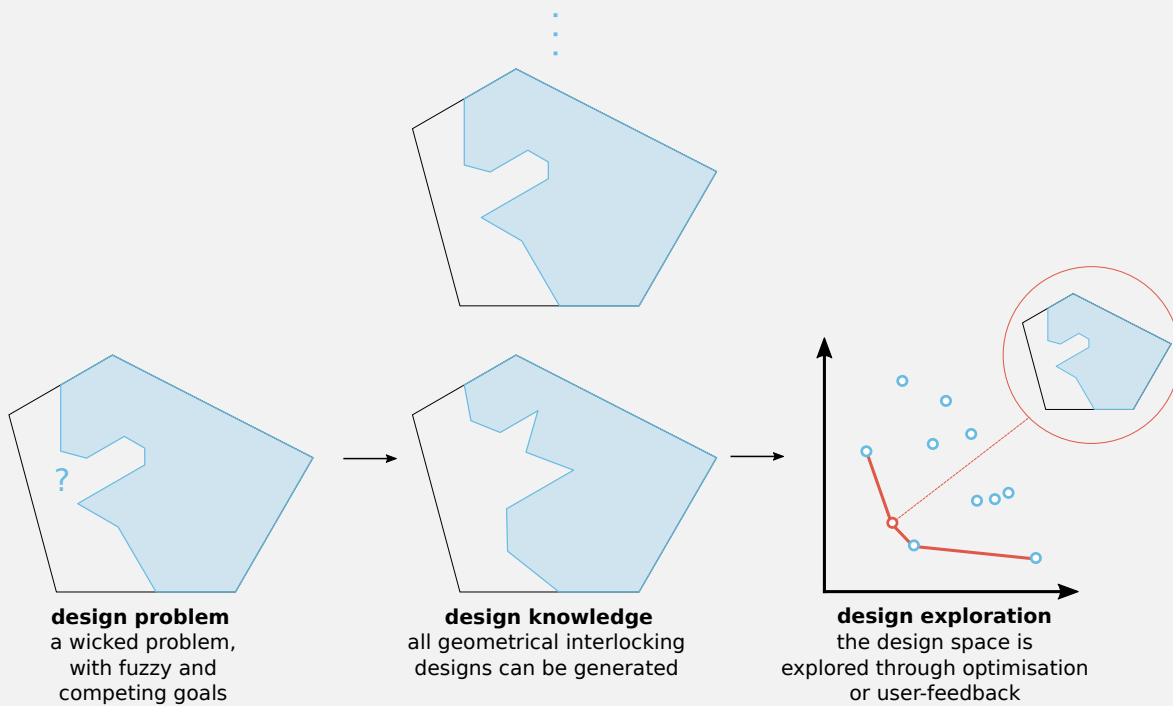 ?
design problem
a wicked problem,
with fuzzy and
competing goals
design knowledge
all geometrical interlocking
designs can be generated
design exploration
the design space is
explored through optimisation
or user-feedback